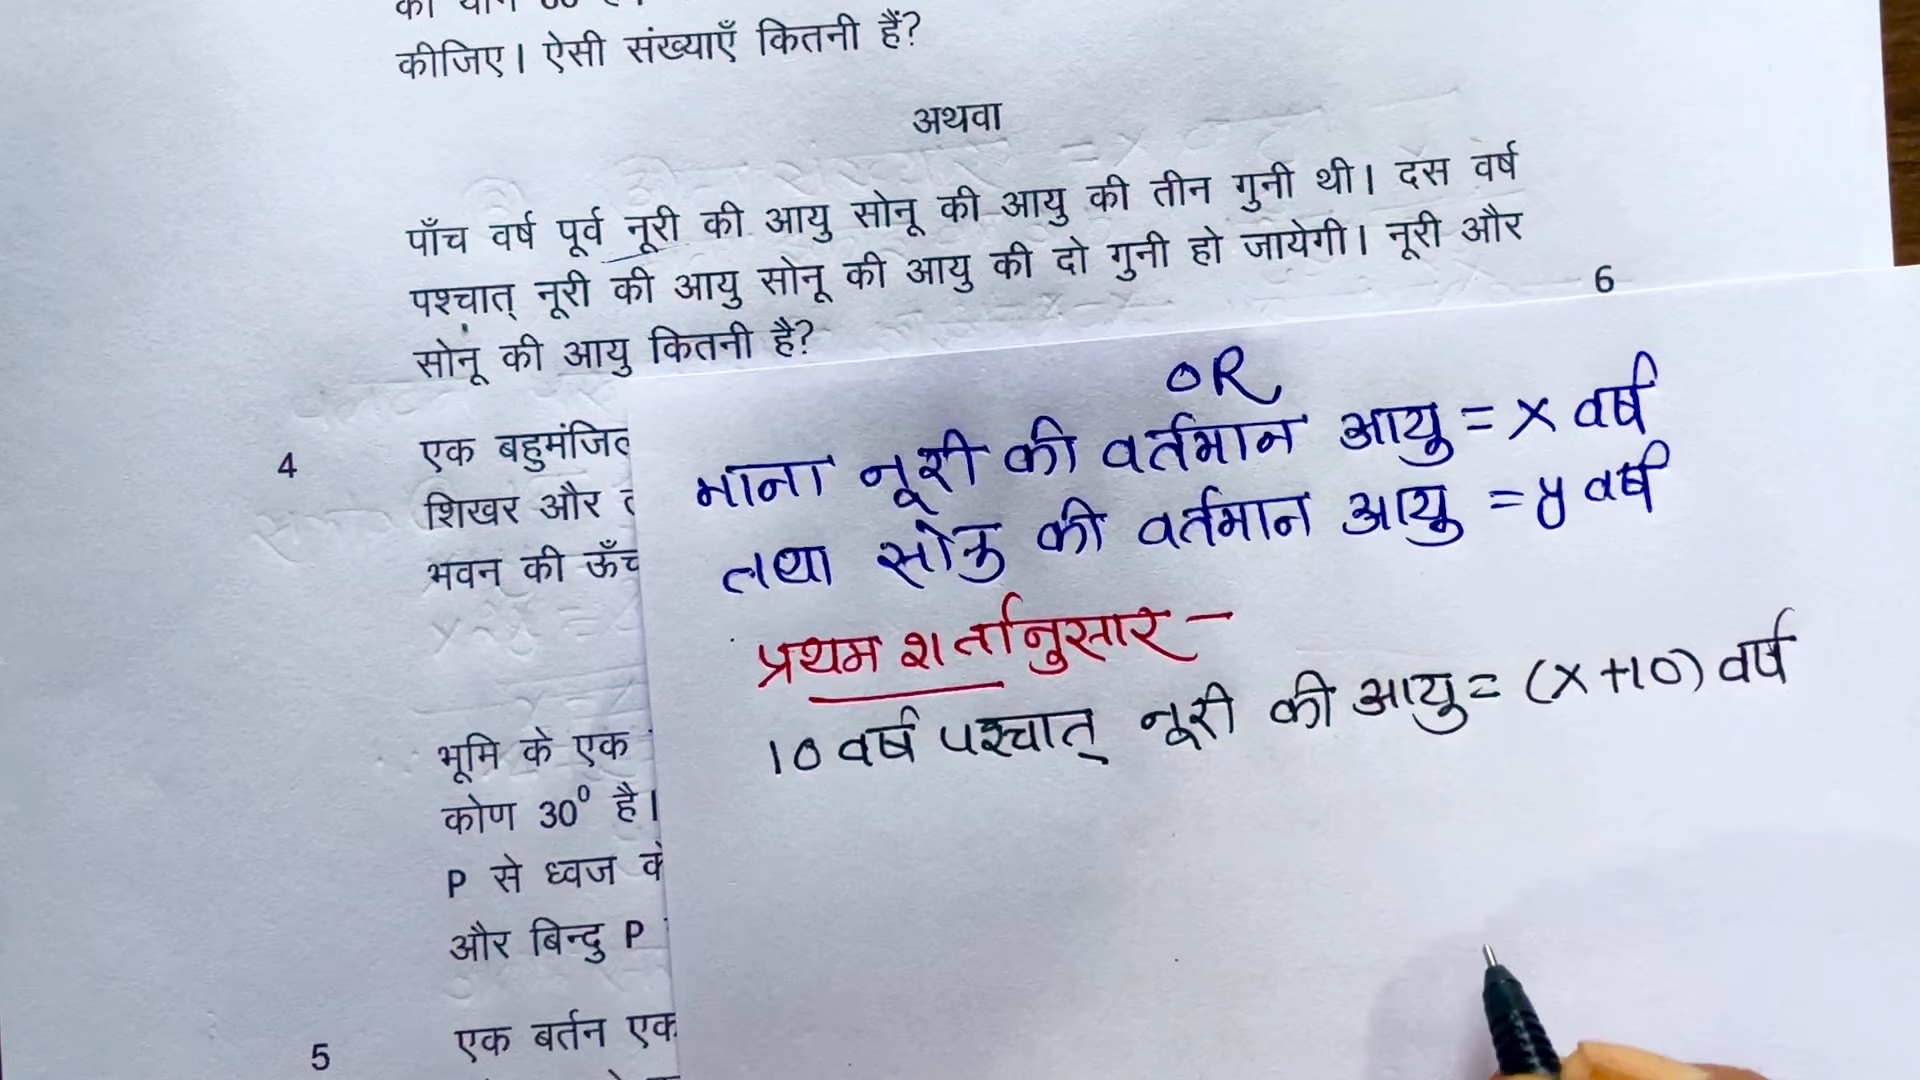 कीजिए। ऐसी संख्याएँ कितनी हैं?
अथवा
पाँच वर्ष पूर्व नूरी की आयु सोनू की आयु की तीन गुनी थी। दस वर्ष
पश्चात् नूरी की आयु सोनू की आयु की दो गुनी हो जायेगी। नूरी और
सोनू की आयु कितनी है?
6
OR
माना नूरी की वर्तमान आयु = x वर्ष
तथा सोनु की वर्तमान आयु = y वर्ष
प्रथम शर्तानुसार –
10 वर्ष पश्चात् नूरी की आयु = (x+10) वर्ष
4 एक बहुमंजिल
शिखर और
भवन की ऊँच
भूमि के एक
कोण 30⁰ है।
P से ध्वज के
और बिन्दु P
5 एक बर्तन एक